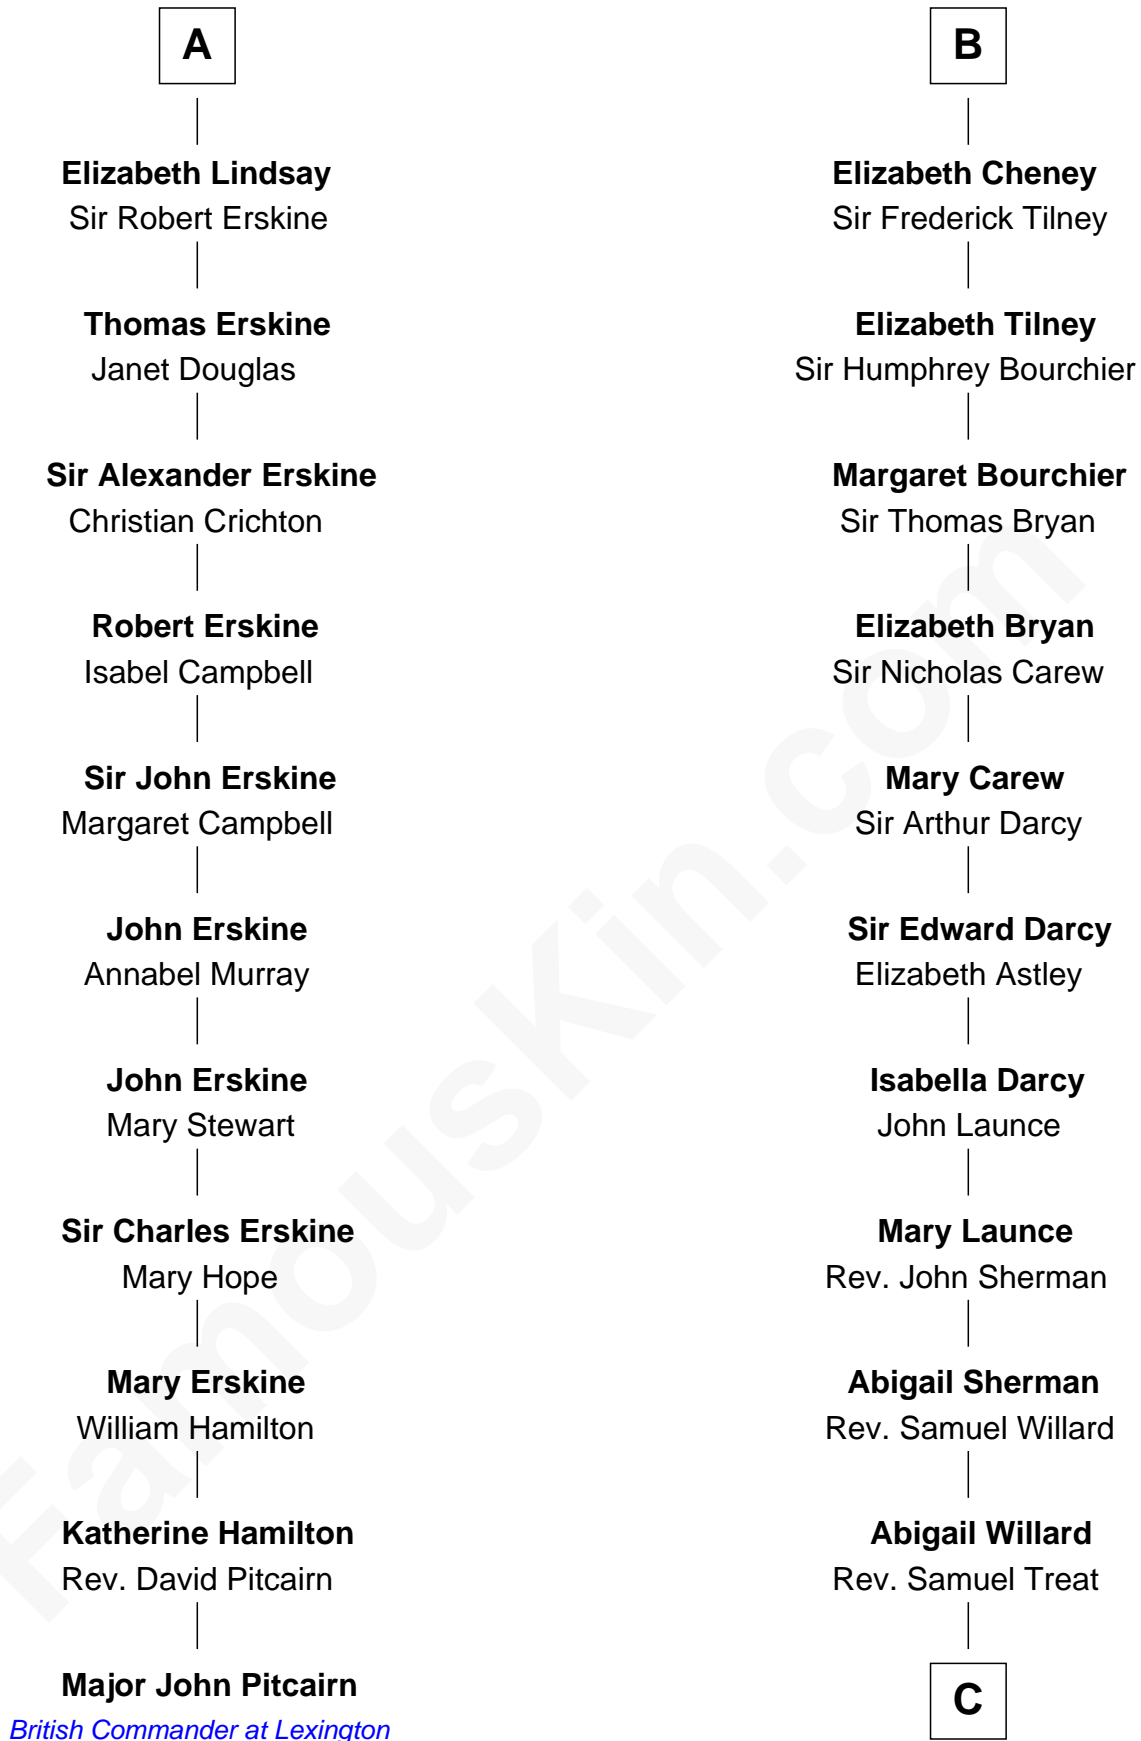 A
Elizabeth Lindsay
Sir Robert Erskine
Thomas Erskine
Janet Douglas
Sir Alexander Erskine
Christian Crichton
Robert Erskine
Isabel Campbell
Sir John Erskine
Margaret Campbell
John Erskine
Annabel Murray
John Erskine
Mary Stewart
Sir Charles Erskine
Mary Hope
Mary Erskine
William Hamilton
Katherine Hamilton
Rev. David Pitcairn
Major John Pitcairn
British Commander at Lexington
B
Elizabeth Cheney
Sir Frederick Tilney
Elizabeth Tilney
Sir Humphrey Bourchier
Margaret Bourchier
Sir Thomas Bryan
Elizabeth Bryan
Sir Nicholas Carew
Mary Carew
Sir Arthur Darcy
Sir Edward Darcy
Elizabeth Astley
Isabella Darcy
John Launce
Mary Launce
Rev. John Sherman
Abigail Sherman
Rev. Samuel Willard
Abigail Willard
Rev. Samuel Treat
C
FamousKin.com